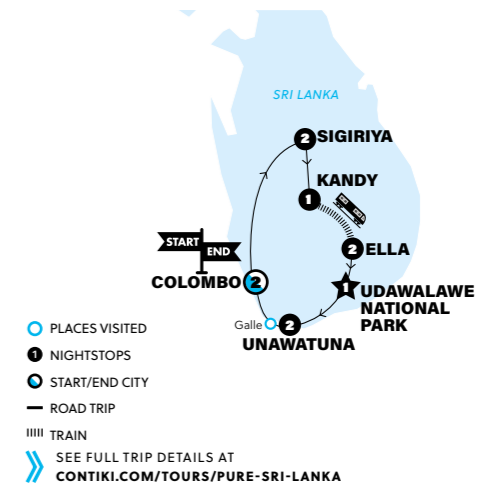 SRI LANKA
2 SIGIRIYA
KANDY
1
2 ELLA
START
END
COLOMBO 2
1 UDAWALAWE
NATIONAL
PARK
Galle
2
UNAWATUNA
PLACES VISITED
1 NIGHTSTOPS
START/END CITY
ROAD TRIP
TRAIN
SEE FULL TRIP DETAILS AT
CONTIKI.COM/TOURS/PURE-SRI-LANKA